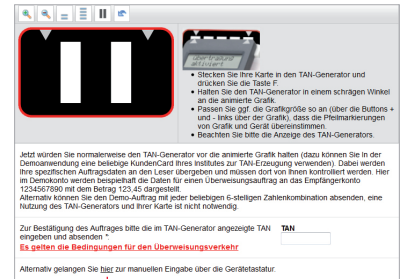 Übertragung
aktiviert
• Stecken Sie Ihre Karte in den TAN-Generator und
drücken Sie die Taste F.
• Halten Sie den TAN-Generator in einem schrägen Winkel
an die animierte Grafik.
• Passen Sie ggf. die Grafikgröße so an (über die Buttons +
und - links über der Grafik), dass die Pfeilmarkierungen
von Grafik und Gerät übereinstimmen.
• Beachten Sie bitte die Anzeige des TAN-Generators.
Jetzt würden Sie normalerweise den TAN-Generator vor die animierte Grafik halten (dazu können Sie in der
Demoanwendung eine beliebige KundenCard Ihres Institutes zur TAN-Erzeugung verwenden). Dabei werden
Ihre spezifischen Auftragsdaten an den Leser übergeben und müssen dort von Ihnen kontrolliert werden. Hier
im Demokonto werden beispielhaft die Daten für einen Überweisungsauftrag an das Empfängerkonto
1234567890 mit dem Betrag 123,45 dargestellt.
Alternativ können Sie den Demo-Auftrag mit jeder beliebigen 6-stelligen Zahlenkombination absenden, eine
Nutzung des TAN-Generators und Ihrer Karte ist nicht notwendig.
Zur Bestätigung des Auftrages bitte die im TAN-Generator angezeigte TAN
eingeben und absenden *:
TAN
Es gelten die Bedingungen für den Überweisungsverkehr
Alternativ gelangen Sie hier zur manuellen Eingabe über die Gerätetastatur.